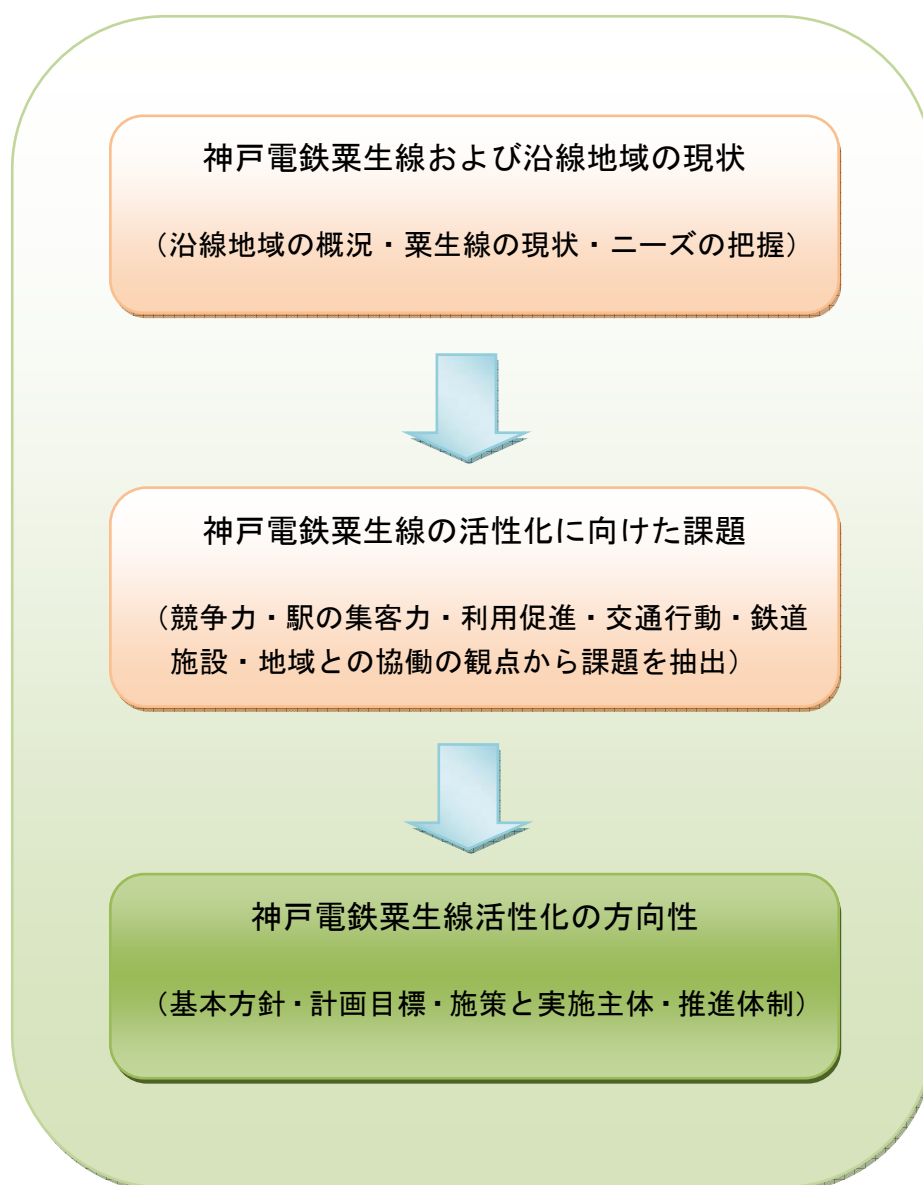 神戸電鉄粟生線および沿線地域の現状
（沿線地域の概況・粟生線の現状・ニーズの把握）
神戸電鉄粟生線の活性化に向けた課題
（競争力・駅の集客力・利用促進・交通行動・鉄道
施設・地域との協働の観点から課題を抽出）
神戸電鉄粟生線活性化の方向性
（基本方針・計画目標・施策と実施主体・推進体制）